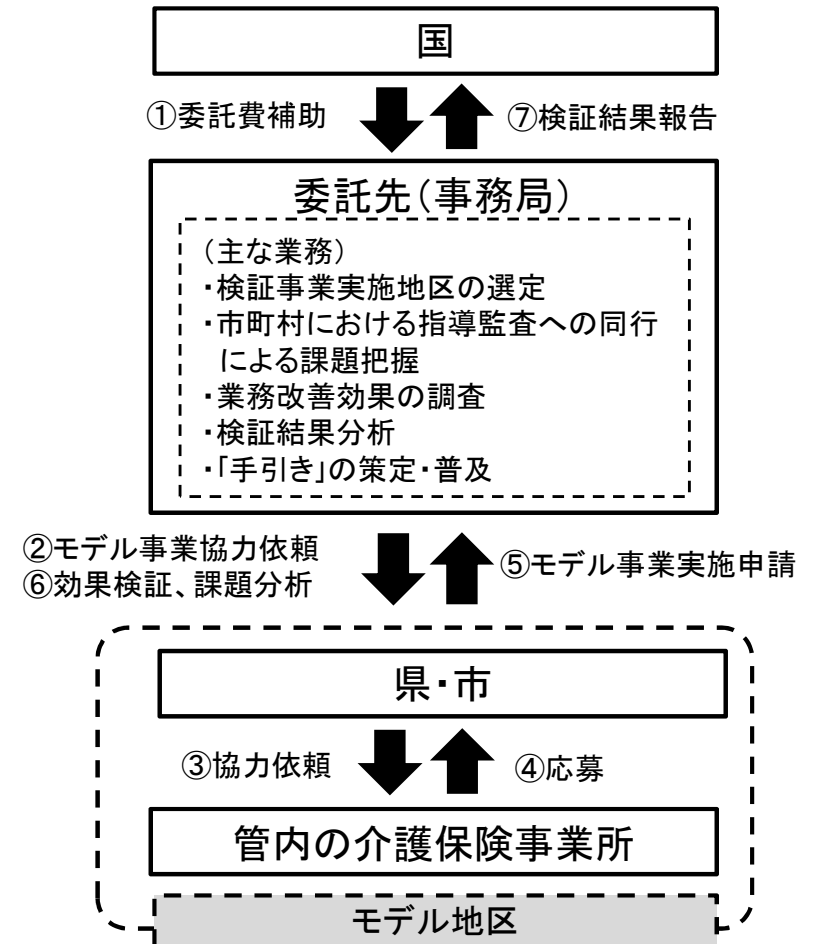 国
①委託費補助
⑦検証結果報告
委託先(事務局)
(主な業務)
・検証事業実施地区の選定
・市町村における指導監査への同行
による課題把握
・業務改善効果の調査
・検証結果分析
・「手引き」の策定・普及
②モデル事業協力依頼
⑥効果検証、課題分析
⑤モデル事業実施申請
県・市
③協力依頼
④応募
管内の介護保険事業所
モデル地区